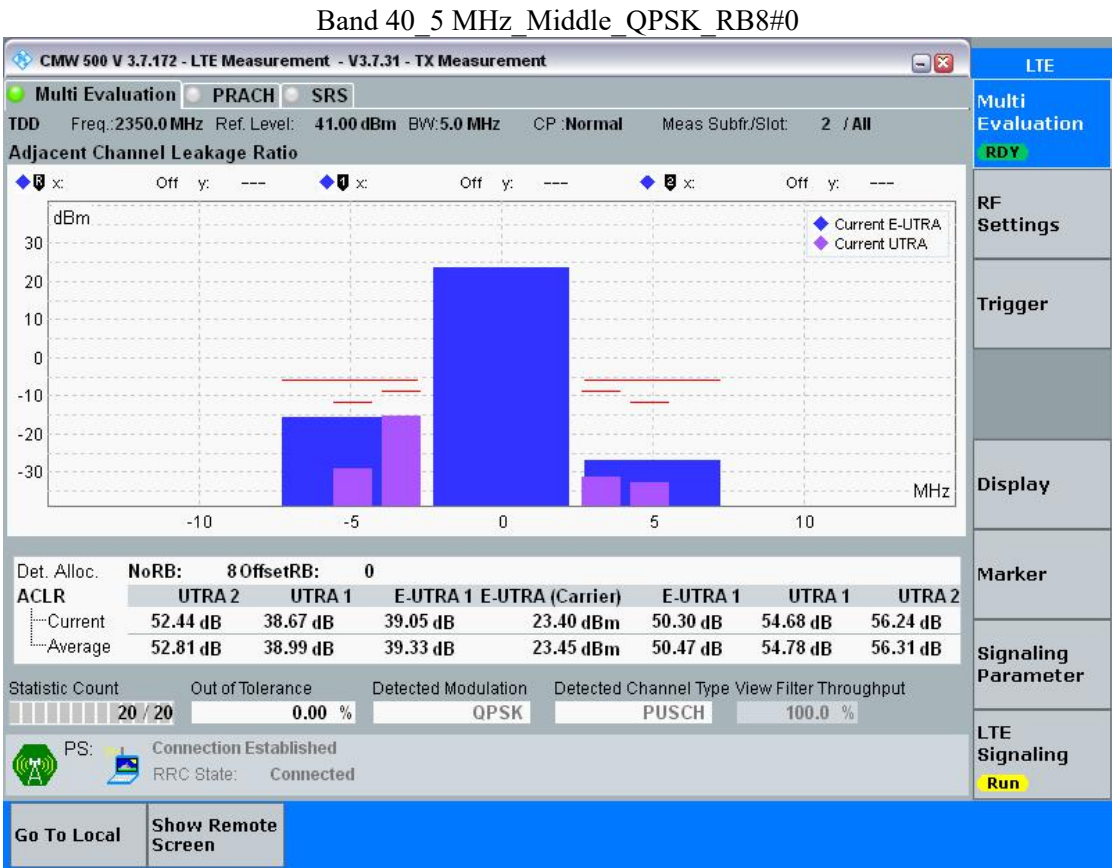 Band 40_5 MHz_Middle_QPSK_RB8#0
CMW 500 V 3.7.172 - LTE Measurement - V3.7.31 - TX Measurement
LTE
Multi Evaluation PRACH SRS
TDD Freq.:2350.0 MHz Ref. Level: 41.00 dBm BW:5.0 MHz CP :Normal Meas Subfr./Slot: 2 / All
Adjacent Channel Leakage Ratio
R x: Off y: --- 1 x: Off y: --- 2 x: Off y: ---
dBm
Current E-UTRA
Current UTRA
30
20
10
0
-10
-20
-30
MHz
-10 -5 0 5 10
Det. Alloc. NoRB: 8 OffsetRB: 0
ACLR UTRA 2 UTRA 1 E-UTRA 1 E-UTRA (Carrier) E-UTRA 1 UTRA 1 UTRA 2
Current 52.44 dB 38.67 dB 39.05 dB 23.40 dBm 50.30 dB 54.68 dB 56.24 dB
Average 52.81 dB 38.99 dB 39.33 dB 23.45 dBm 50.47 dB 54.78 dB 56.31 dB
Statistic Count Out of Tolerance Detected Modulation Detected Channel Type View Filter Throughput
20 / 20 0.00 % QPSK PUSCH 100.0 %
PS: Connection Established
RRC State: Connected
Multi
Evaluation
RDY
RF
Settings
Trigger
Display
Marker
Signaling
Parameter
LTE
Signaling
Run
Go To Local
Show Remote
Screen